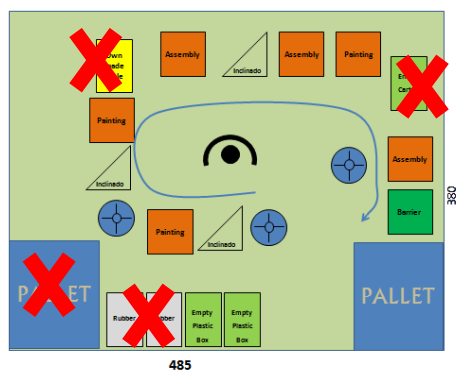 Own
Assembly
Inclinado
Assembly
Painting
Painting
Inclinado
Assembly
Barrier
380
Painting
Inclinado
PALLET
Rubber
Empty
Plastic
Box
Empty
Plastic
Box
485